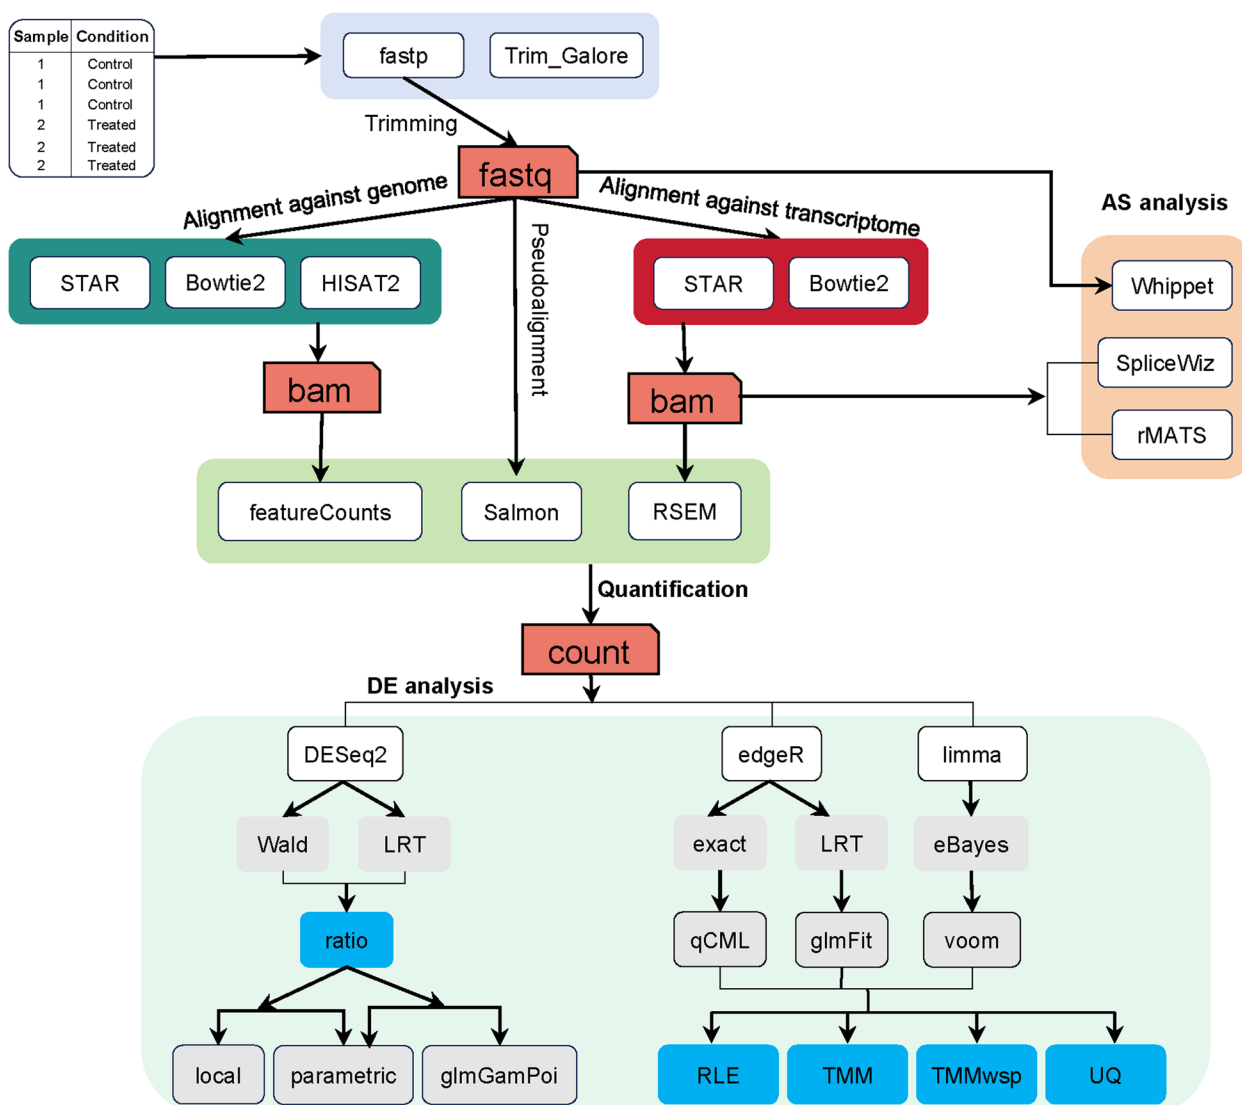 Sample Condition
1 Control
1 Control
1 Control
2 Treated
2 Treated
2 Treated
fastp
Trim_Galore
Trimming
fastq
Alignment against genome
Alignment against transcriptome
Pseudoalignment
AS analysis
STAR
Bowtie2
HISAT2
STAR
Bowtie2
Whippet
SpliceWiz
rMATS
bam
bam
featureCounts
Salmon
RSEM
Quantification
count
DE analysis
DESeq2
edgeR
limma
Wald
LRT
exact
LRT
eBayes
ratio
qCML
glmFit
voom
local
parametric
glmGamPoi
RLE
TMM
TMMwsp
UQ